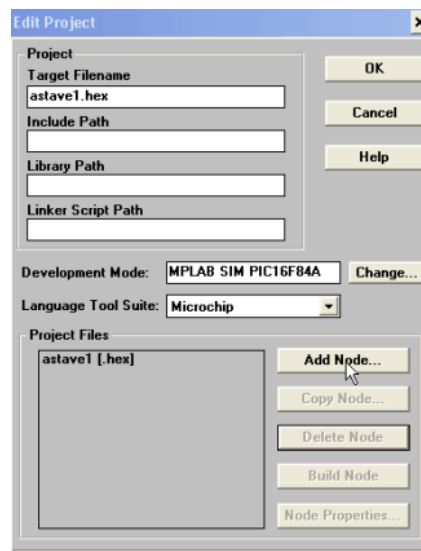 Edit Project
Project
Target Filename
astave1.hex
Include Path
Library Path
Linker Script Path
OK
Cancel
Help
Development Mode: MPLAB SIM PIC16F84A Change...
Language Tool Suite: Microchip
Project Files
astave1 [.hex]
Add Node...
Copy Node...
Delete Node
Build Node
Node Properties...